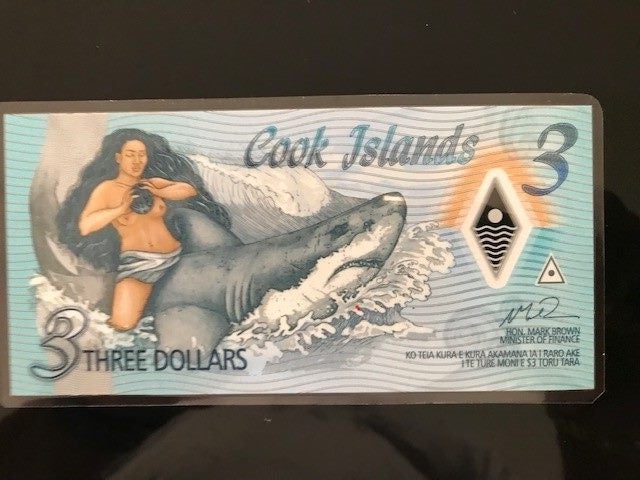 Cook Islands
3
HON. MARK BROWN
MINISTER OF FINANCE
3 THREE DOLLARS
KO TEIA KURA E KURA AKAMANA IA I RARO AKE
I TE TURE MONI E $3 TORU TARA